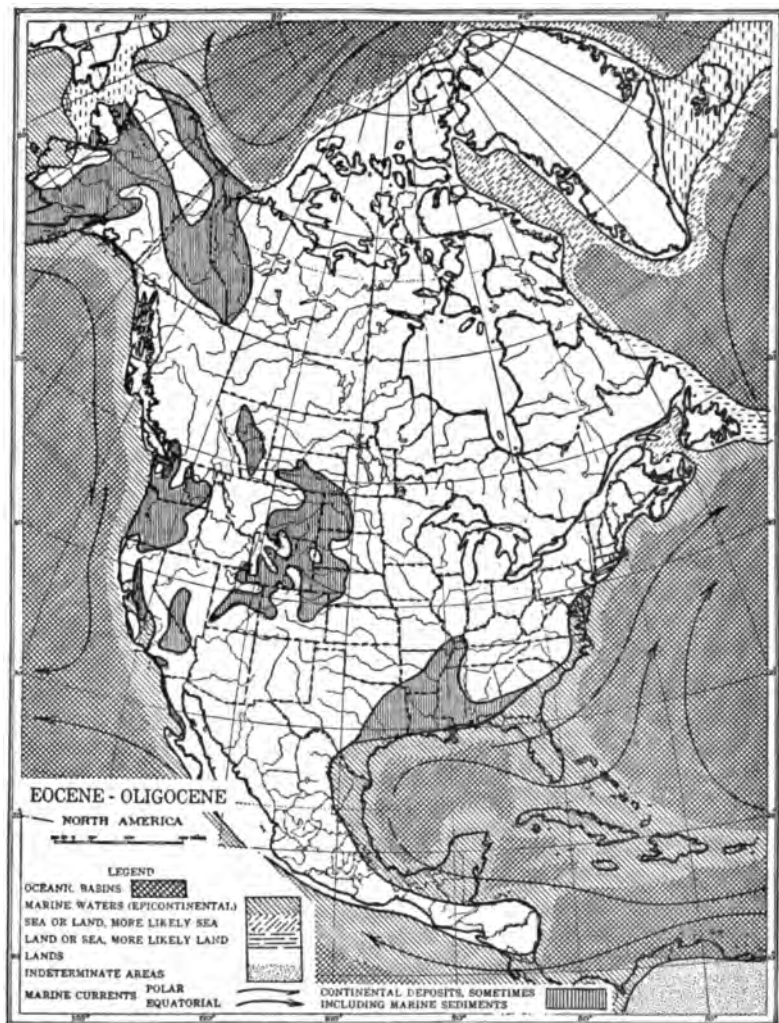 EOCENE - OLIGOCENE
NORTH AMERICA
LEGEND
OCEANIC BASINS
MARINE WATERS (EPICONTINENTAL)
SEA OR LAND, MORE LIKELY SEA
LAND OR SEA, MORE LIKELY LAND
LANDS
INDETERMINATE AREAS
MARINE CURRENTS POLAR
EQUATORIAL
CONTINENTAL DEPOSITS, SOMETIMES
INCLUDING MARINE SEDIMENTS